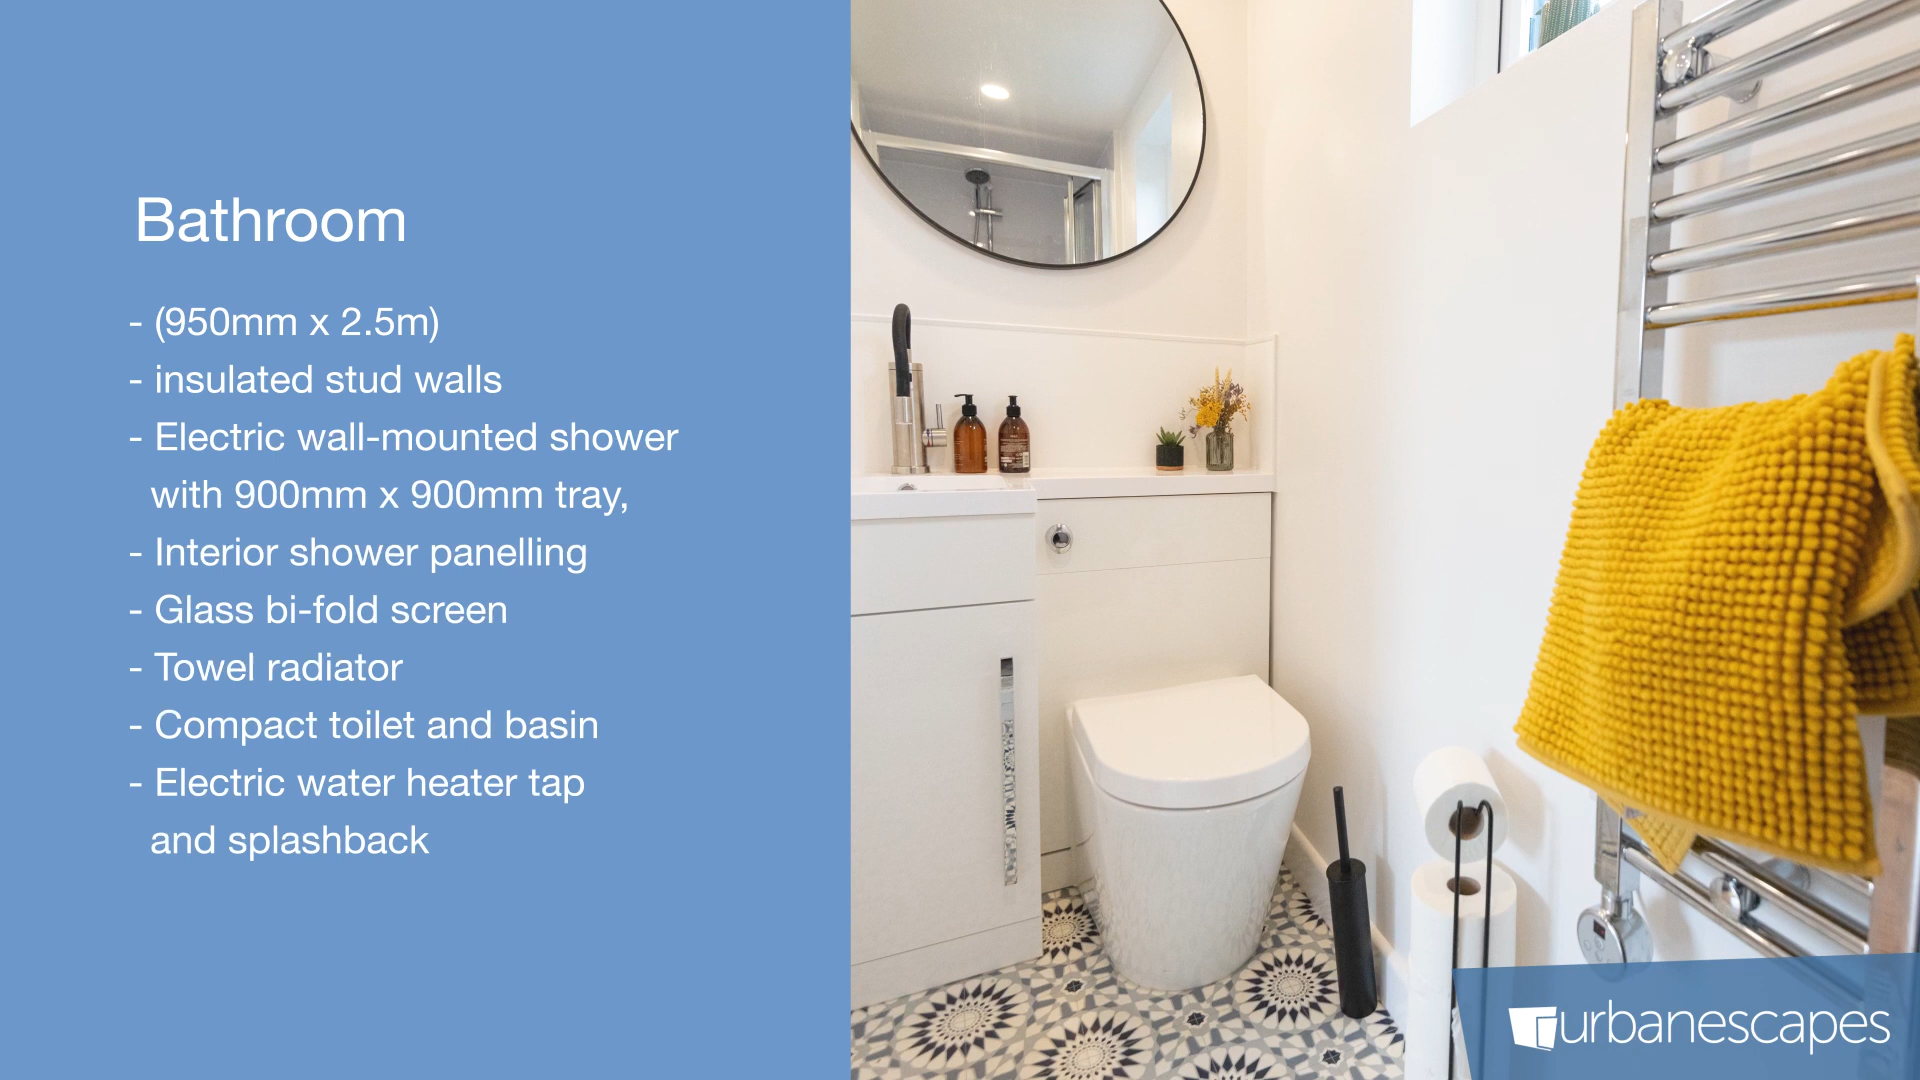 Bathroom
- (950mm x 2.5m)
- insulated stud walls
- Electric wall-mounted shower
with 900mm x 900mm tray,
- Interior shower panelling
- Glass bi-fold screen
- Towel radiator
- Compact toilet and basin
- Electric water heater tap
and splashback
urbanescapes